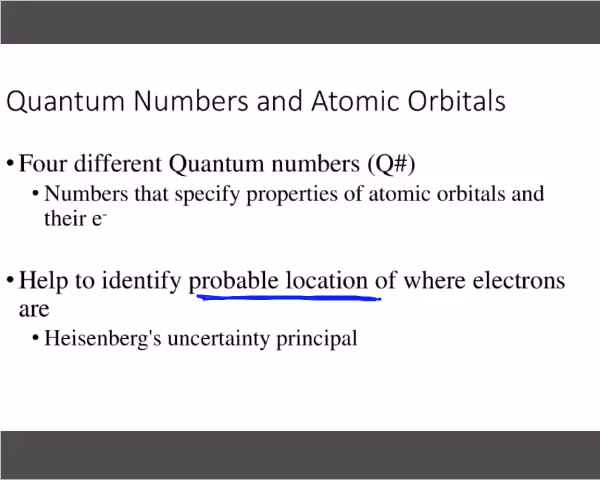 Quantum Numbers and Atomic Orbitals
• Four different Quantum numbers (Q#)
• Numbers that specify properties of atomic orbitals and
their e⁻
• Help to identify probable location of where electrons
are
• Heisenberg's uncertainty principal